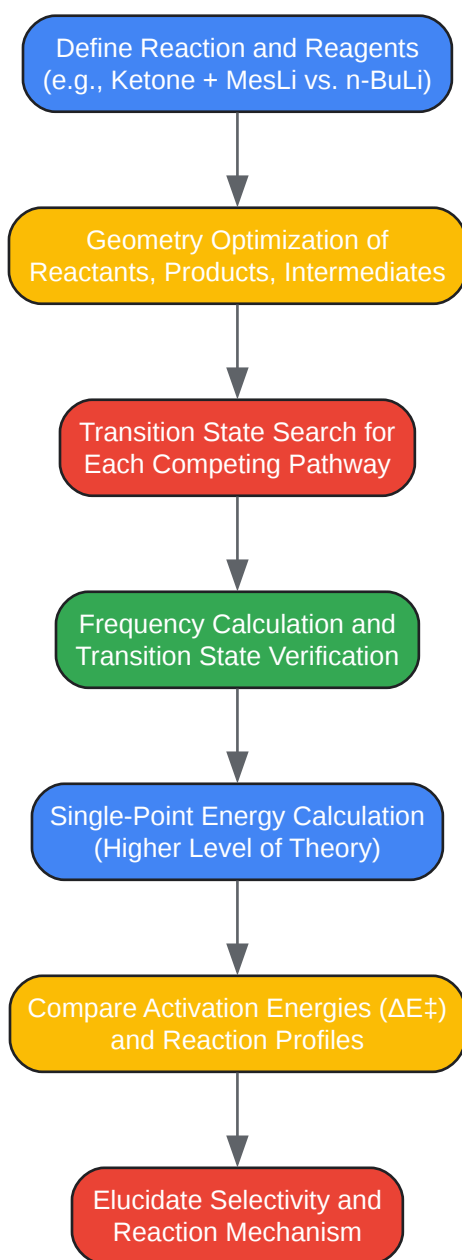 Define Reaction and Reagents
(e.g., Ketone + MesLi vs. n-BuLi)
Geometry Optimization of
Reactants, Products, Intermediates
Transition State Search for
Each Competing Pathway
Frequency Calculation and
Transition State Verification
Single-Point Energy Calculation
(Higher Level of Theory)
Compare Activation Energies (ΔE‡)
and Reaction Profiles
Elucidate Selectivity and
Reaction Mechanism